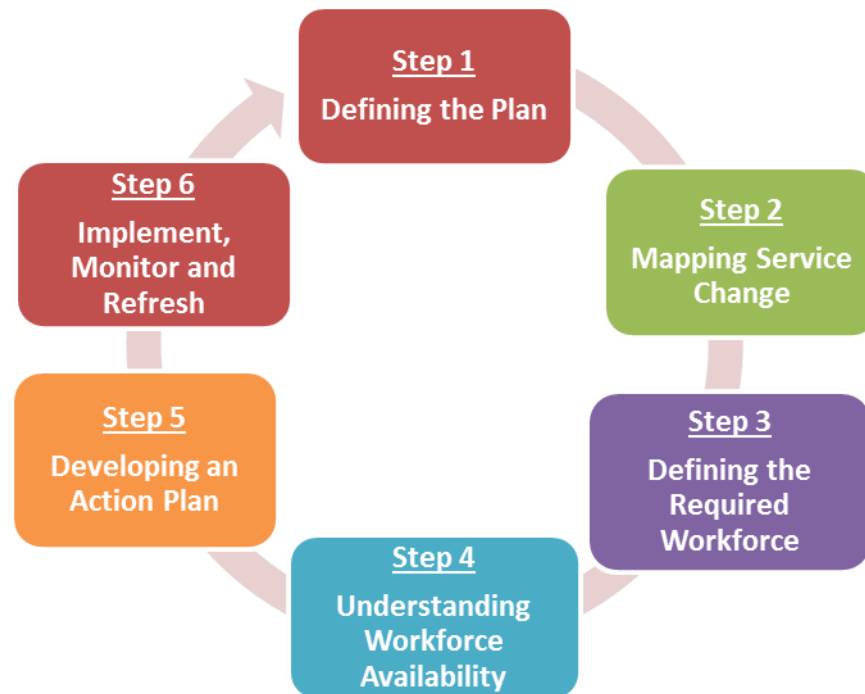 Step 1
Defining the Plan
Step 2
Mapping Service
Change
Step 3
Defining the
Required
Workforce
Step 4
Understanding
Workforce
Availability
Step 5
Developing an
Action Plan
Step 6
Implement,
Monitor and
Refresh